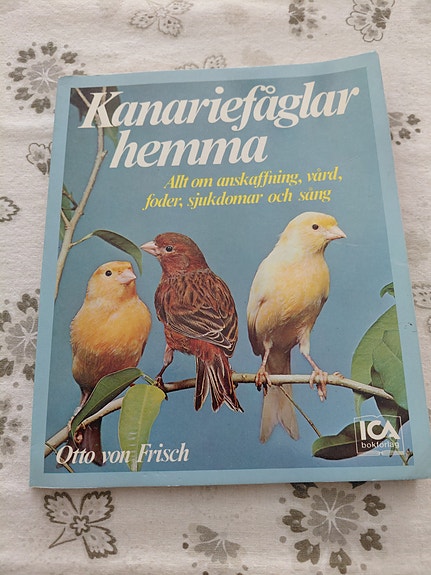 Kanariefåglar
hemma
Allt om anskaffning, vård,
foder, sjukdomar och sång
Otto von Frisch
ICA
bokförlag